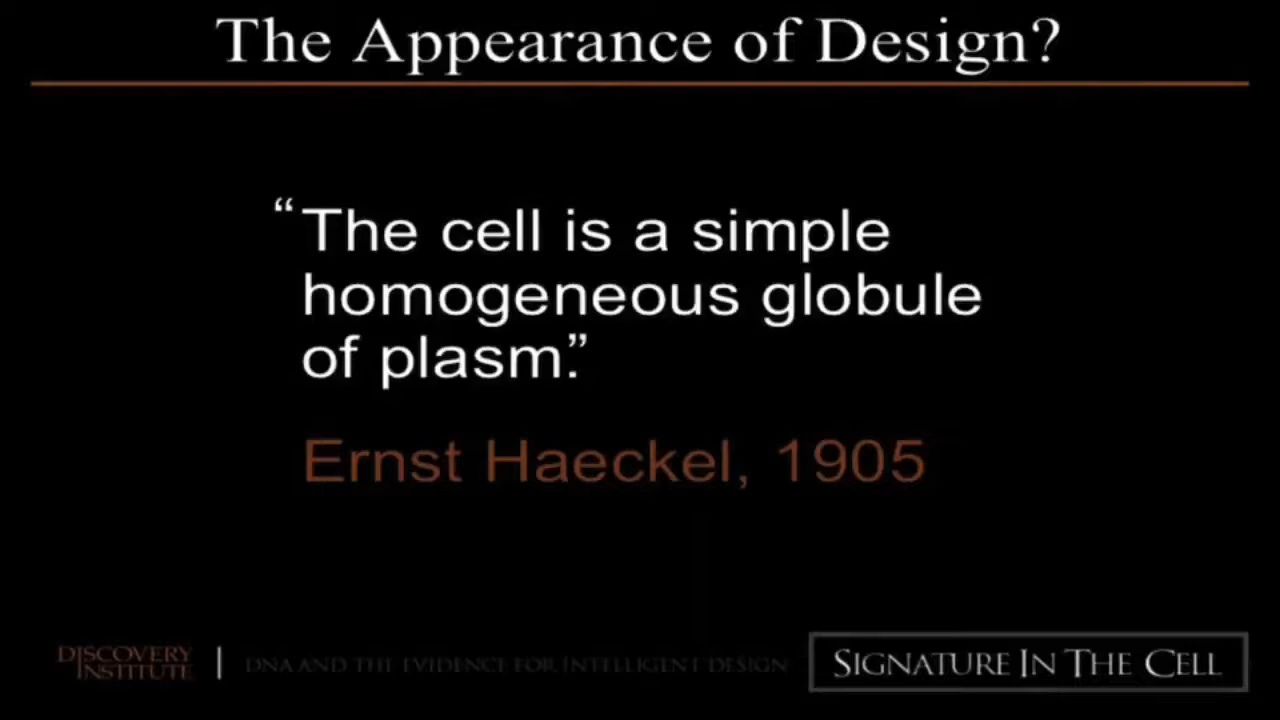 The Appearance of Design?
“The cell is a simple
homogeneous globule
of plasm.”
Ernst Haeckel, 1905
DISCOVERY
INSTITUTE
DNA AND THE EVIDENCE FOR INTELLIGENT DESIGN
SIGNATURE IN THE CELL